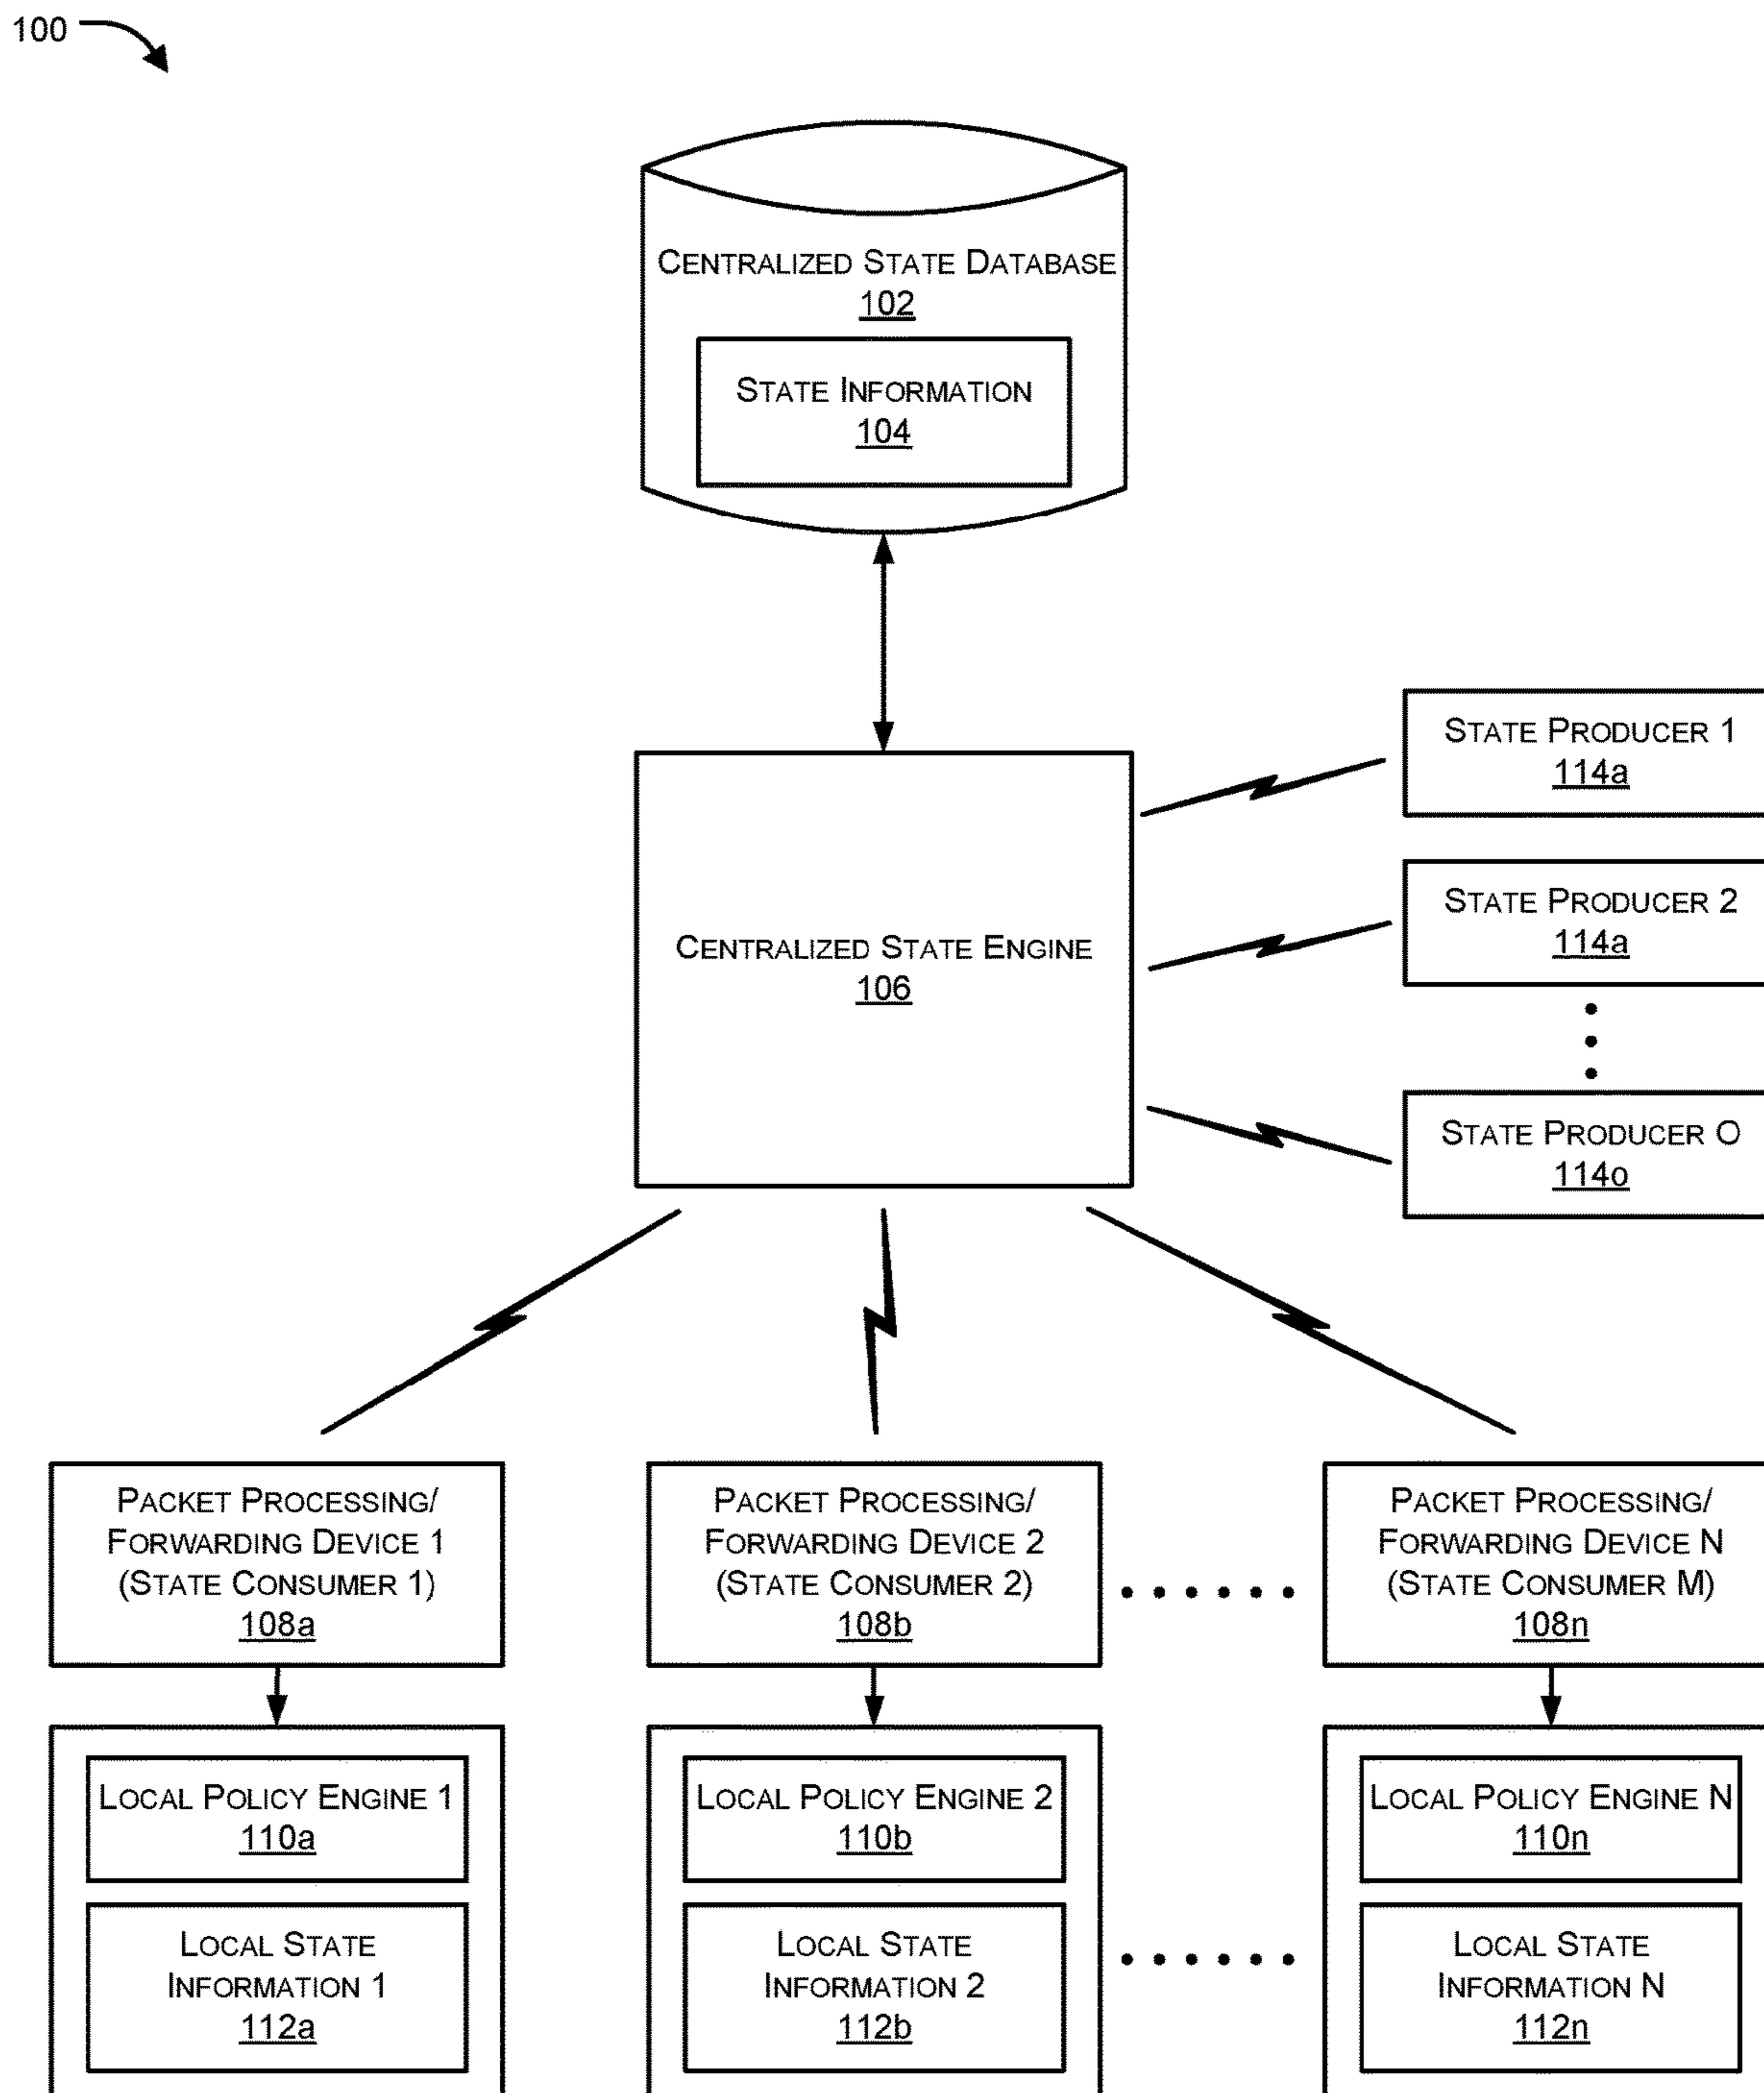 100
CENTRALIZED STATE DATABASE
102
STATE INFORMATION
104
CENTRALIZED STATE ENGINE
106
STATE PRODUCER 1
114a
STATE PRODUCER 2
114a
STATE PRODUCER O
114o
PACKET PROCESSING/
FORWARDING DEVICE 1
(STATE CONSUMER 1)
108a
PACKET PROCESSING/
FORWARDING DEVICE 2
(STATE CONSUMER 2)
108b
PACKET PROCESSING/
FORWARDING DEVICE N
(STATE CONSUMER M)
108n
LOCAL POLICY ENGINE 1
110a
LOCAL STATE
INFORMATION 1
112a
LOCAL POLICY ENGINE 2
110b
LOCAL STATE
INFORMATION 2
112b
LOCAL POLICY ENGINE N
110n
LOCAL STATE
INFORMATION N
112n